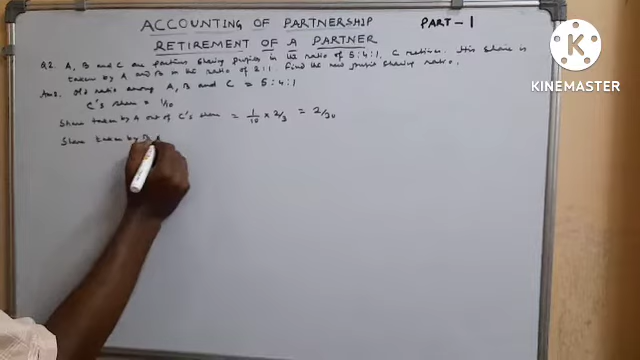 ACCOUNTING OF PARTNERSHIP PART-1
RETIREMENT OF A PARTNER
Q2. A, B and C are partners sharing profits in the ratio of 5:4:1, C retires. His share is
taken by A and B in the ratio of 2:1. Find the new profit sharing ratio.
Ans. Old ratio among A, B and C = 5:4:1
C's share = 1/10
Share taken by A out of C's share = 1/10 × 2/3 = 2/30
Share taken by B
KINEMASTER